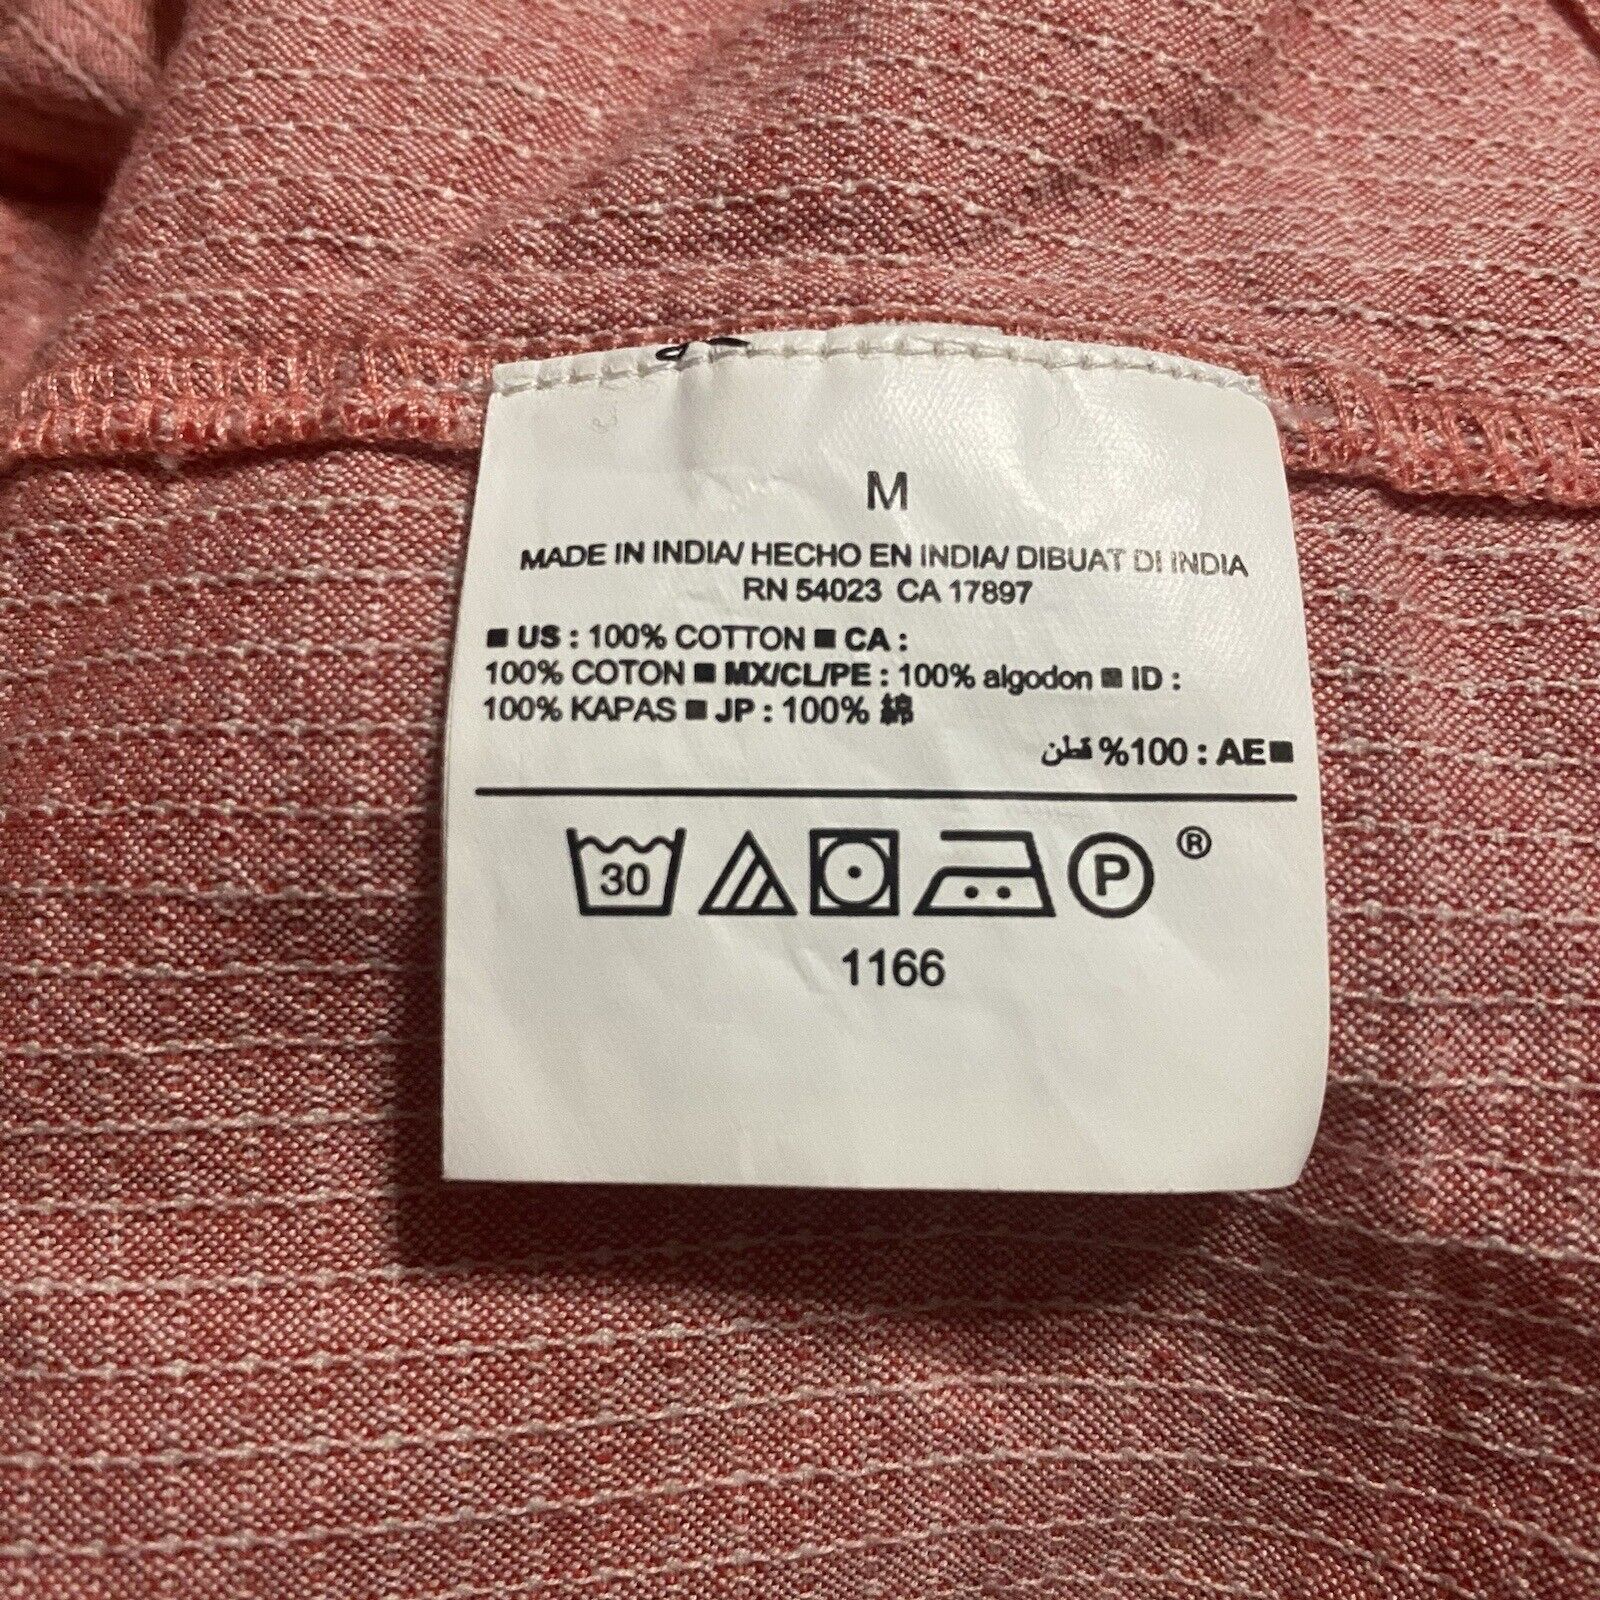 M
MADE IN INDIA/ HECHO EN INDIA/ DIBUAT DI INDIA
RN 54023 CA 17897
■ US : 100% COTTON ■ CA :
100% COTON ■ MX/CL/PE : 100% algodon ■ ID :
100% KAPAS ■ JP : 100% 綿
■ AE : 100% قطن
30 P ®
1166